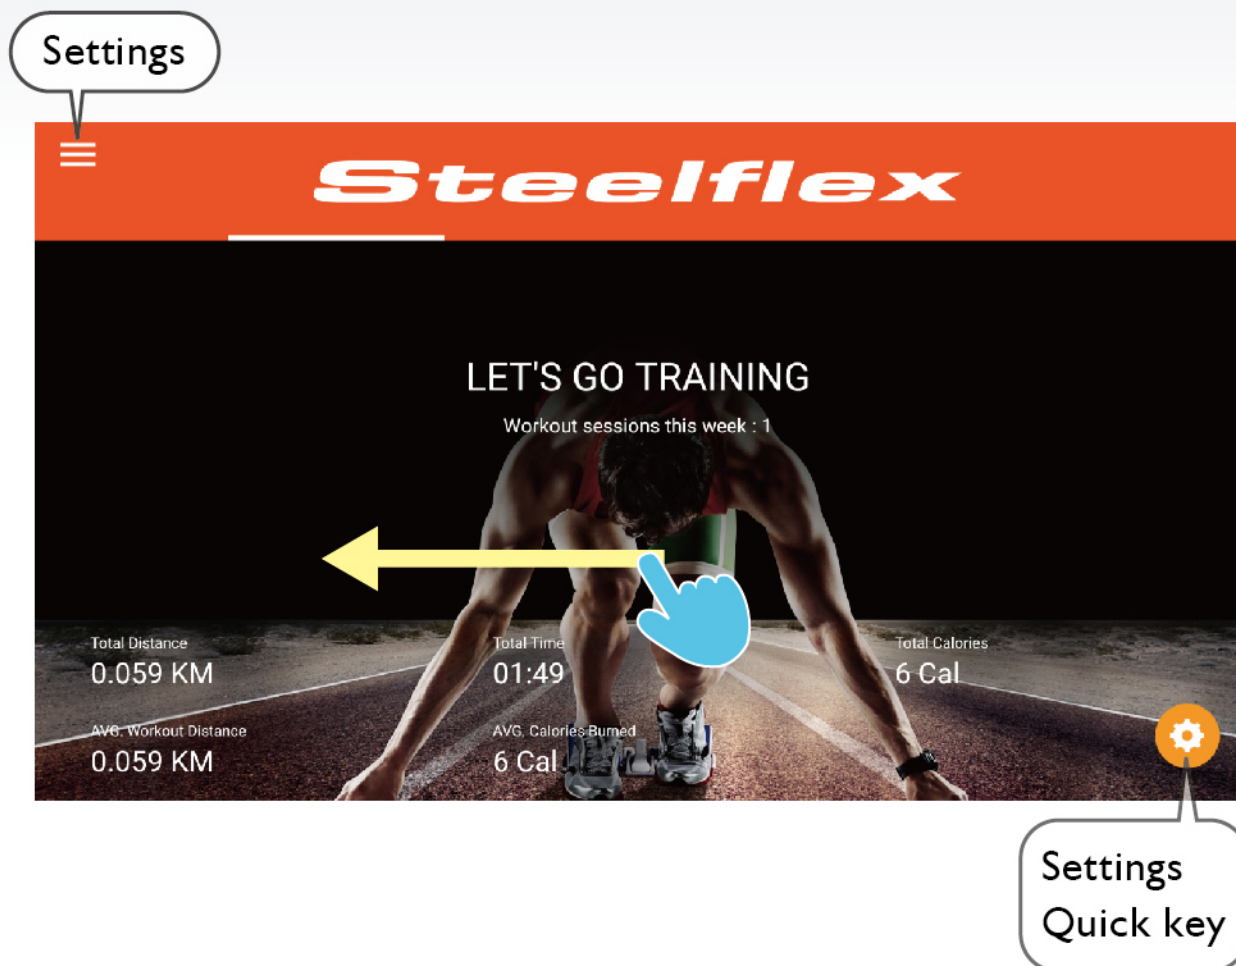 Settings
Steelflex
LET'S GO TRAINING
Workout sessions this week : 1
Total Distance
0.059 KM
Total Time
01:49
Total Calories
6 Cal
AVG. Workout Distance
0.059 KM
AVG. Calories Burned
6 Cal
Settings
Quick key